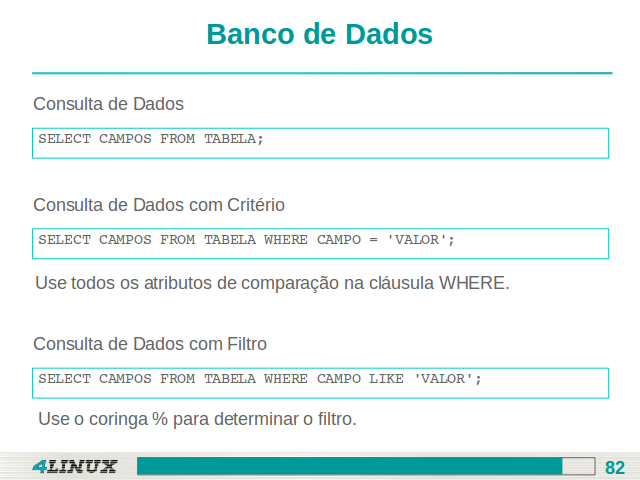 Banco de Dados
Consulta de Dados
SELECT CAMPOS FROM TABELA;
Consulta de Dados com Critério
SELECT CAMPOS FROM TABELA WHERE CAMPO = 'VALOR';
Use todos os atributos de comparação na cláusula WHERE.
Consulta de Dados com Filtro
SELECT CAMPOS FROM TABELA WHERE CAMPO LIKE 'VALOR';
Use o coringa % para determinar o filtro.
4LINUX
82